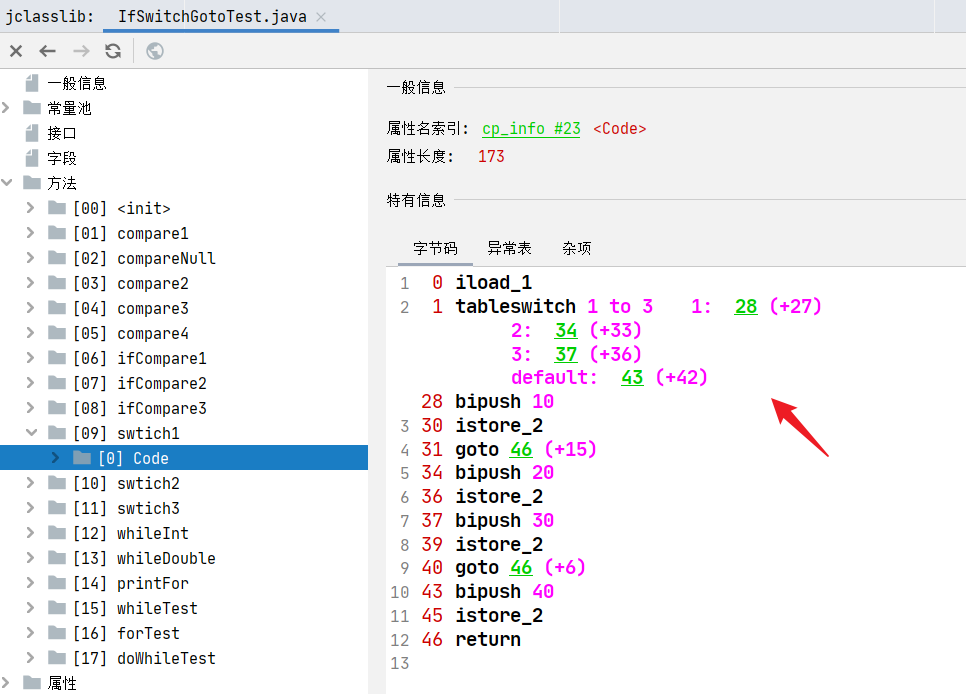 jclasslib: IfSwitchGotoTest.java
一般信息
常量池
接口
字段
方法
[00] <init>
[01] compare1
[02] compareNull
[03] compare2
[04] compare3
[05] compare4
[06] ifCompare1
[07] ifCompare2
[08] ifCompare3
[09] swtich1
[0] Code
[10] swtich2
[11] swtich3
[12] whileInt
[13] whileDouble
[14] printFor
[15] whileTest
[16] forTest
[17] doWhileTest
属性
一般信息
属性名索引: cp_info #23 <Code>
属性长度: 173
特有信息
字节码 异常表 杂项
1 0 iload_1
2 1 tableswitch 1 to 3 1: 28 (+27)
2: 34 (+33)
3: 37 (+36)
default: 43 (+42)
28 bipush 10
3 30 istore_2
4 31 goto 46 (+15)
5 34 bipush 20
6 36 istore_2
7 37 bipush 30
8 39 istore_2
9 40 goto 46 (+6)
10 43 bipush 40
11 45 istore_2
12 46 return
13